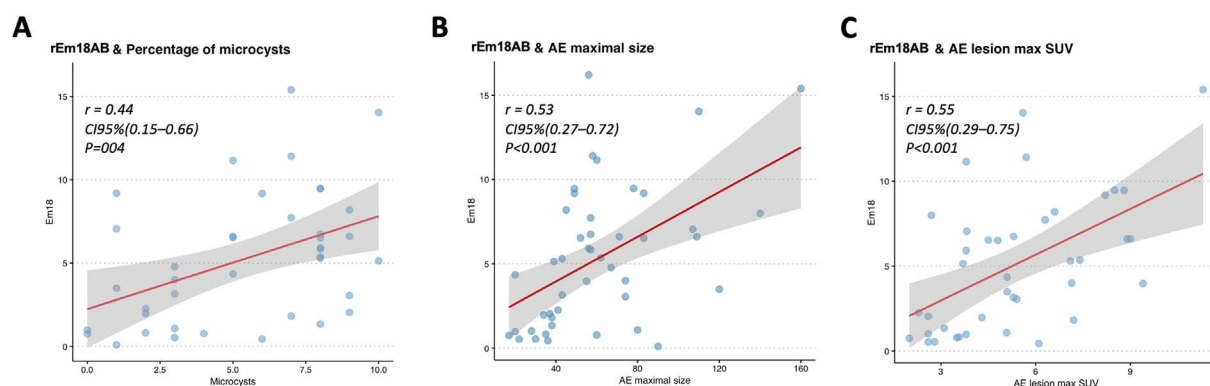 A
rEm18AB & Percentage of microcysts
r = 0.44
CI95%(0.15–0.66)
P=004
Em18
15
10
5
0
0.0 2.5 5.0 7.5 10.0
Microcysts
B
rEm18AB & AE maximal size
r = 0.53
CI95%(0.27–0.72)
P<0.001
Em18
15
10
5
0
40 80 120 160
AE maximal size
C
rEm18AB & AE lesion max SUV
r = 0.55
CI95%(0.29–0.75)
P<0.001
Em18
15
10
5
0
3 6 9
AE lesion max SUV